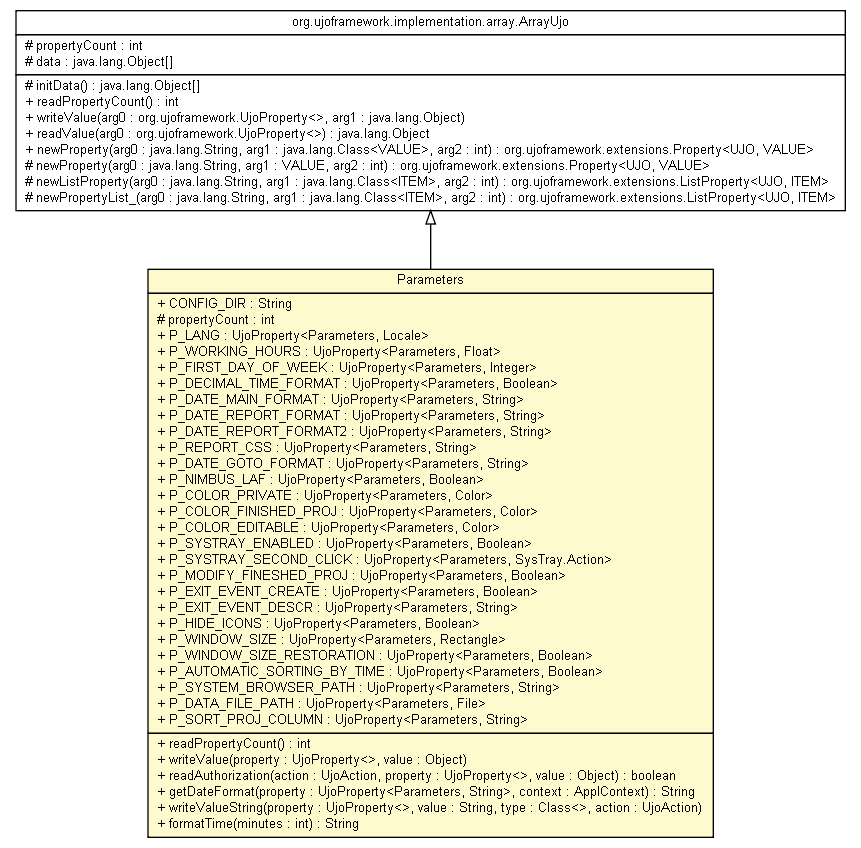 org.ujoframework.implementation.array.ArrayUjo
# propertyCount : int
# data : java.lang.Object[]
# initData() : java.lang.Object[]
+ readPropertyCount() : int
+ writeValue(arg0 : org.ujoframework.UjoProperty<>, arg1 : java.lang.Object)
+ readValue(arg0 : org.ujoframework.UjoProperty<>) : java.lang.Object
+ newProperty(arg0 : java.lang.String, arg1 : java.lang.Class<VALUE>, arg2 : int) : org.ujoframework.extensions.Property<UJO, VALUE>
# newProperty(arg0 : java.lang.String, arg1 : VALUE, arg2 : int) : org.ujoframework.extensions.Property<UJO, VALUE>
# newListProperty(arg0 : java.lang.String, arg1 : java.lang.Class<ITEM>, arg2 : int) : org.ujoframework.extensions.ListProperty<UJO, ITEM>
# newPropertyList_(arg0 : java.lang.String, arg1 : java.lang.Class<ITEM>, arg2 : int) : org.ujoframework.extensions.ListProperty<UJO, ITEM>
Parameters
+ CONFIG_DIR : String
# propertyCount : int
+ P_LANG : UjoProperty<Parameters, Locale>
+ P_WORKING_HOURS : UjoProperty<Parameters, Float>
+ P_FIRST_DAY_OF_WEEK : UjoProperty<Parameters, Integer>
+ P_DECIMAL_TIME_FORMAT : UjoProperty<Parameters, Boolean>
+ P_DATE_MAIN_FORMAT : UjoProperty<Parameters, String>
+ P_DATE_REPORT_FORMAT : UjoProperty<Parameters, String>
+ P_DATE_REPORT_FORMAT2 : UjoProperty<Parameters, String>
+ P_REPORT_CSS : UjoProperty<Parameters, String>
+ P_DATE_GOTO_FORMAT : UjoProperty<Parameters, String>
+ P_NIMBUS_LAF : UjoProperty<Parameters, Boolean>
+ P_COLOR_PRIVATE : UjoProperty<Parameters, Color>
+ P_COLOR_FINISHED_PROJ : UjoProperty<Parameters, Color>
+ P_COLOR_EDITABLE : UjoProperty<Parameters, Color>
+ P_SYSTRAY_ENABLED : UjoProperty<Parameters, Boolean>
+ P_SYSTRAY_SECOND_CLICK : UjoProperty<Parameters, SysTray.Action>
+ P_MODIFY_FINESHED_PROJ : UjoProperty<Parameters, Boolean>
+ P_EXIT_EVENT_CREATE : UjoProperty<Parameters, Boolean>
+ P_EXIT_EVENT_DESCR : UjoProperty<Parameters, String>
+ P_HIDE_ICONS : UjoProperty<Parameters, Boolean>
+ P_WINDOW_SIZE : UjoProperty<Parameters, Rectangle>
+ P_WINDOW_SIZE_RESTORATION : UjoProperty<Parameters, Boolean>
+ P_AUTOMATIC_SORTING_BY_TIME : UjoProperty<Parameters, Boolean>
+ P_SYSTEM_BROWSER_PATH : UjoProperty<Parameters, String>
+ P_DATA_FILE_PATH : UjoProperty<Parameters, File>
+ P_SORT_PROJ_COLUMN : UjoProperty<Parameters, String>
+ readPropertyCount() : int
+ writeValue(property : UjoProperty<>, value : Object)
+ readAuthorization(action : UjoAction, property : UjoProperty<>, value : Object) : boolean
+ getDateFormat(property : UjoProperty<Parameters, String>, context : ApplContext) : String
+ writeValueString(property : UjoProperty<>, value : String, type : Class<>, action : UjoAction)
+ formatTime(minutes : int) : String